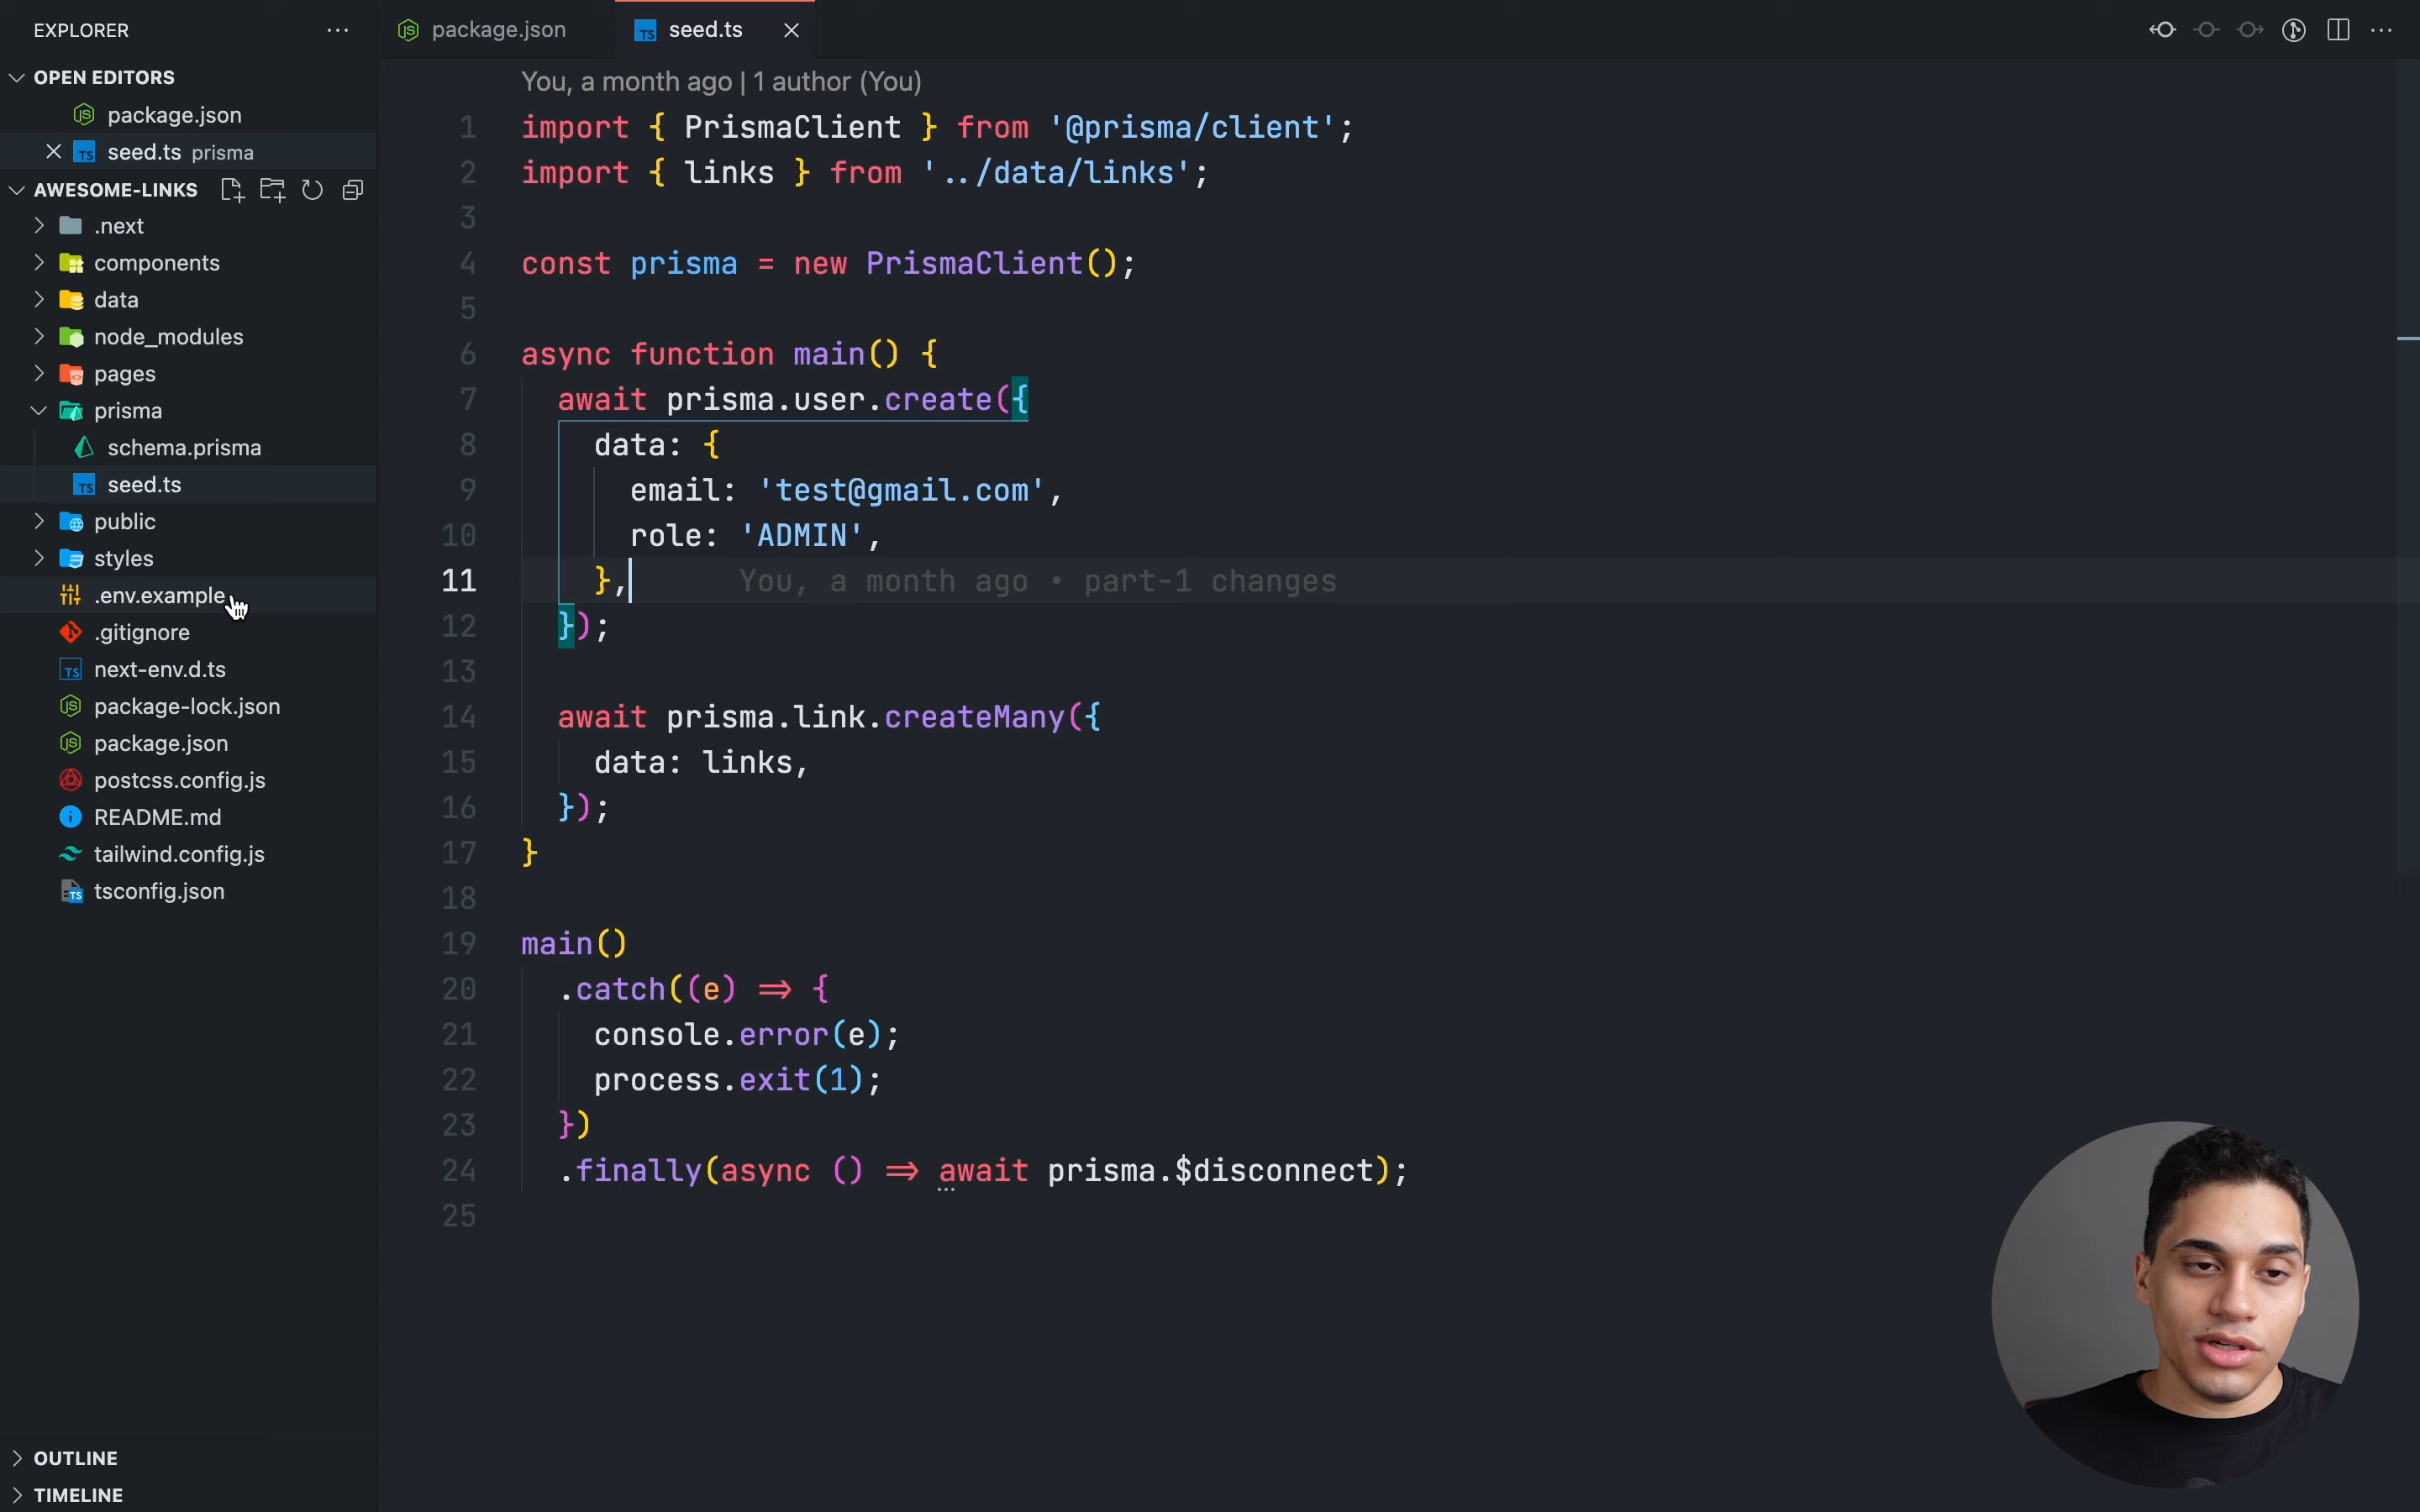 EXPLORER
OPEN EDITORS
package.json
seed.ts prisma
AWESOME-LINKS
.next
components
data
node_modules
pages
prisma
schema.prisma
seed.ts
public
styles
.env.example
.gitignore
next-env.d.ts
package-lock.json
package.json
postcss.config.js
README.md
tailwind.config.js
tsconfig.json
OUTLINE
TIMELINE
package.json
seed.ts
You, a month ago | 1 author (You)
1 import { PrismaClient } from '@prisma/client';
2 import { links } from '../data/links';
3
4 const prisma = new PrismaClient();
5
6 async function main() {
7 await prisma.user.create({
8 data: {
9 email: 'test@gmail.com',
10 role: 'ADMIN',
11 }, You, a month ago • part-1 changes
12 });
13
14 await prisma.link.createMany({
15 data: links,
16 });
17 }
18
19 main()
20 .catch((e) => {
21 console.error(e);
22 process.exit(1);
23 })
24 .finally(async () => await prisma.$disconnect);
25